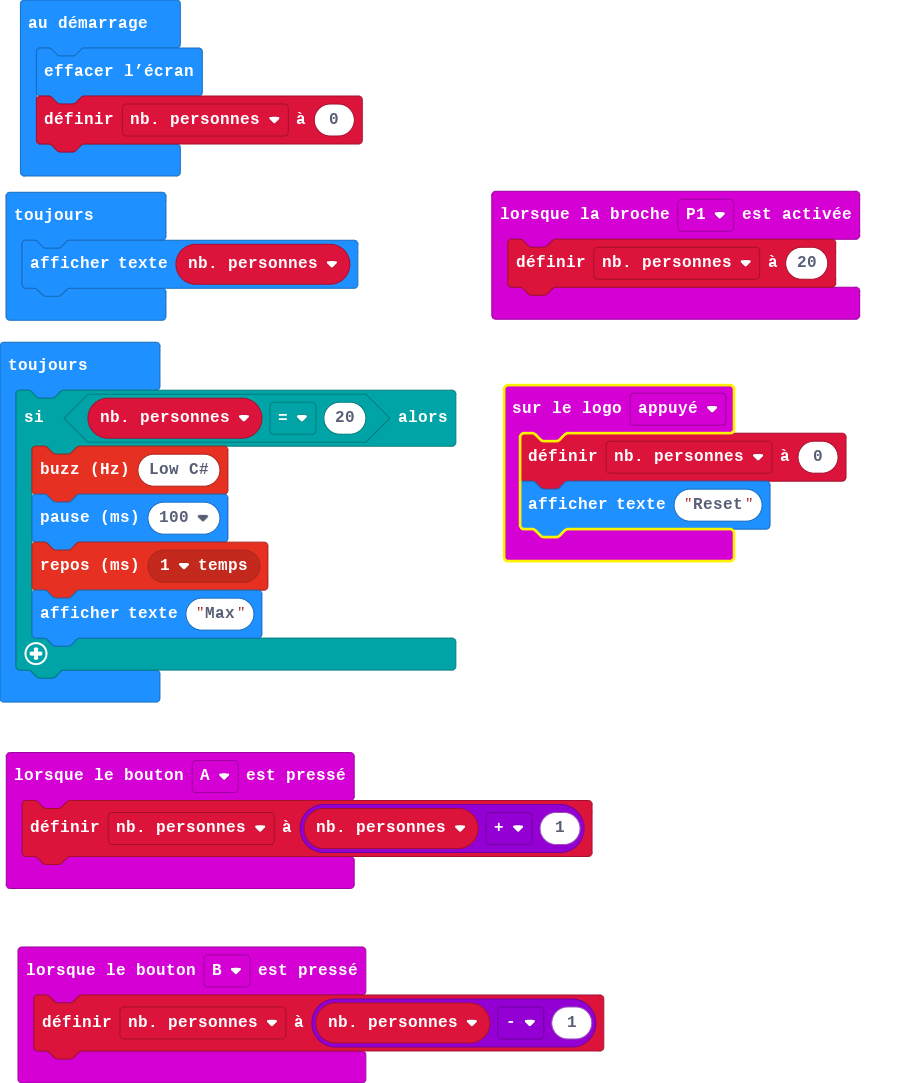 au démarrage
effacer l’écran
définir nb. personnes à 0
toujours
afficher texte nb. personnes
lorsque la broche P1 est activée
définir nb. personnes à 20
toujours
si nb. personnes = 20 alors
buzz (Hz) Low C#
pause (ms) 100
repos (ms) 1 temps
afficher texte "Max"
sur le logo appuyé
définir nb. personnes à 0
afficher texte "Reset"
lorsque le bouton A est pressé
définir nb. personnes à nb. personnes + 1
lorsque le bouton B est pressé
définir nb. personnes à nb. personnes - 1